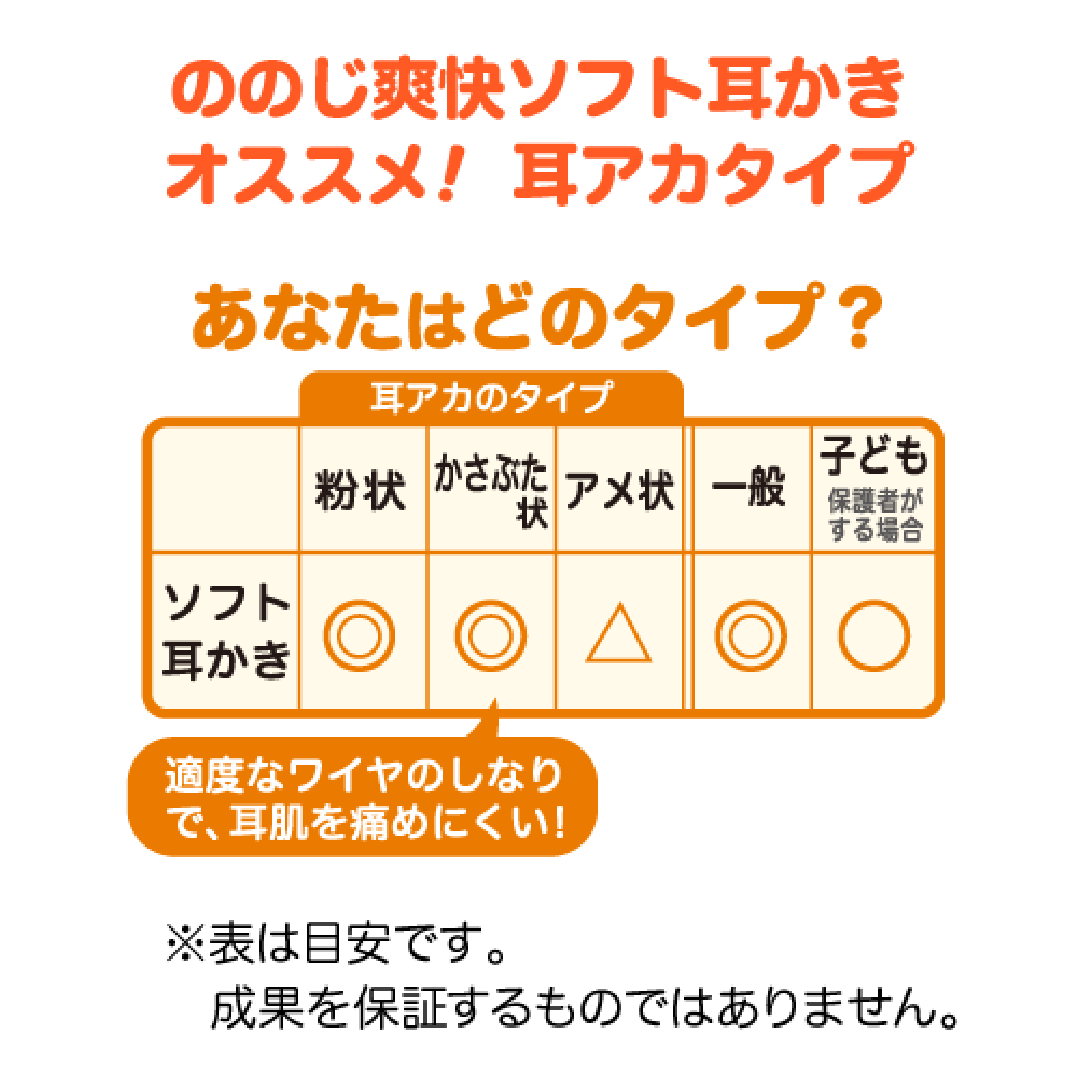 ののじ爽快ソフト耳かき
オススメ! 耳アカタイプ
あなたはどのタイプ？
耳アカのタイプ
粉状
かさぶた
状
アメ状
一般
子ども
保護者が
する場合
ソフト
耳かき
◎
◎
△
◎
○
適度なワイヤのしなり
で、耳肌を痛めにくい!
※表は目安です。
成果を保証するものではありません。